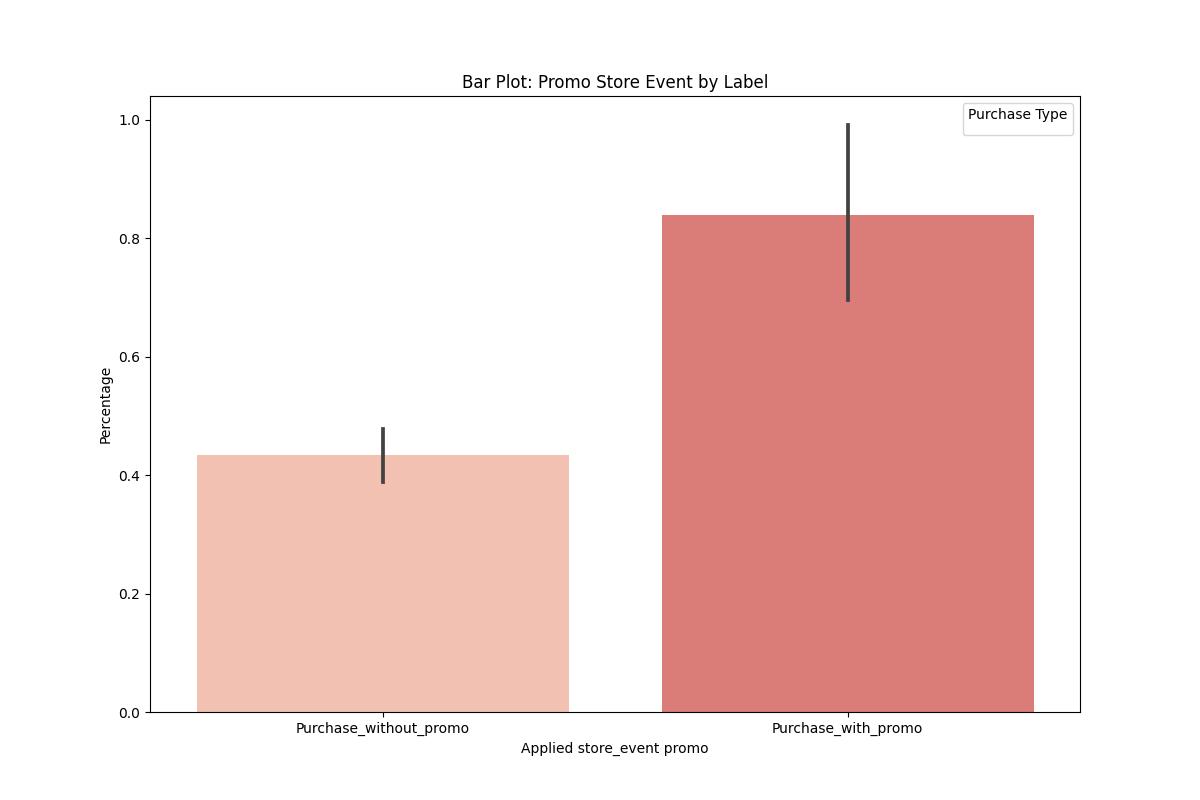 Bar Plot: Promo Store Event by Label
Purchase Type
1.0
0.8
0.6
0.4
0.2
0.0
Percentage
Purchase_without_promo
Purchase_with_promo
Applied store_event promo